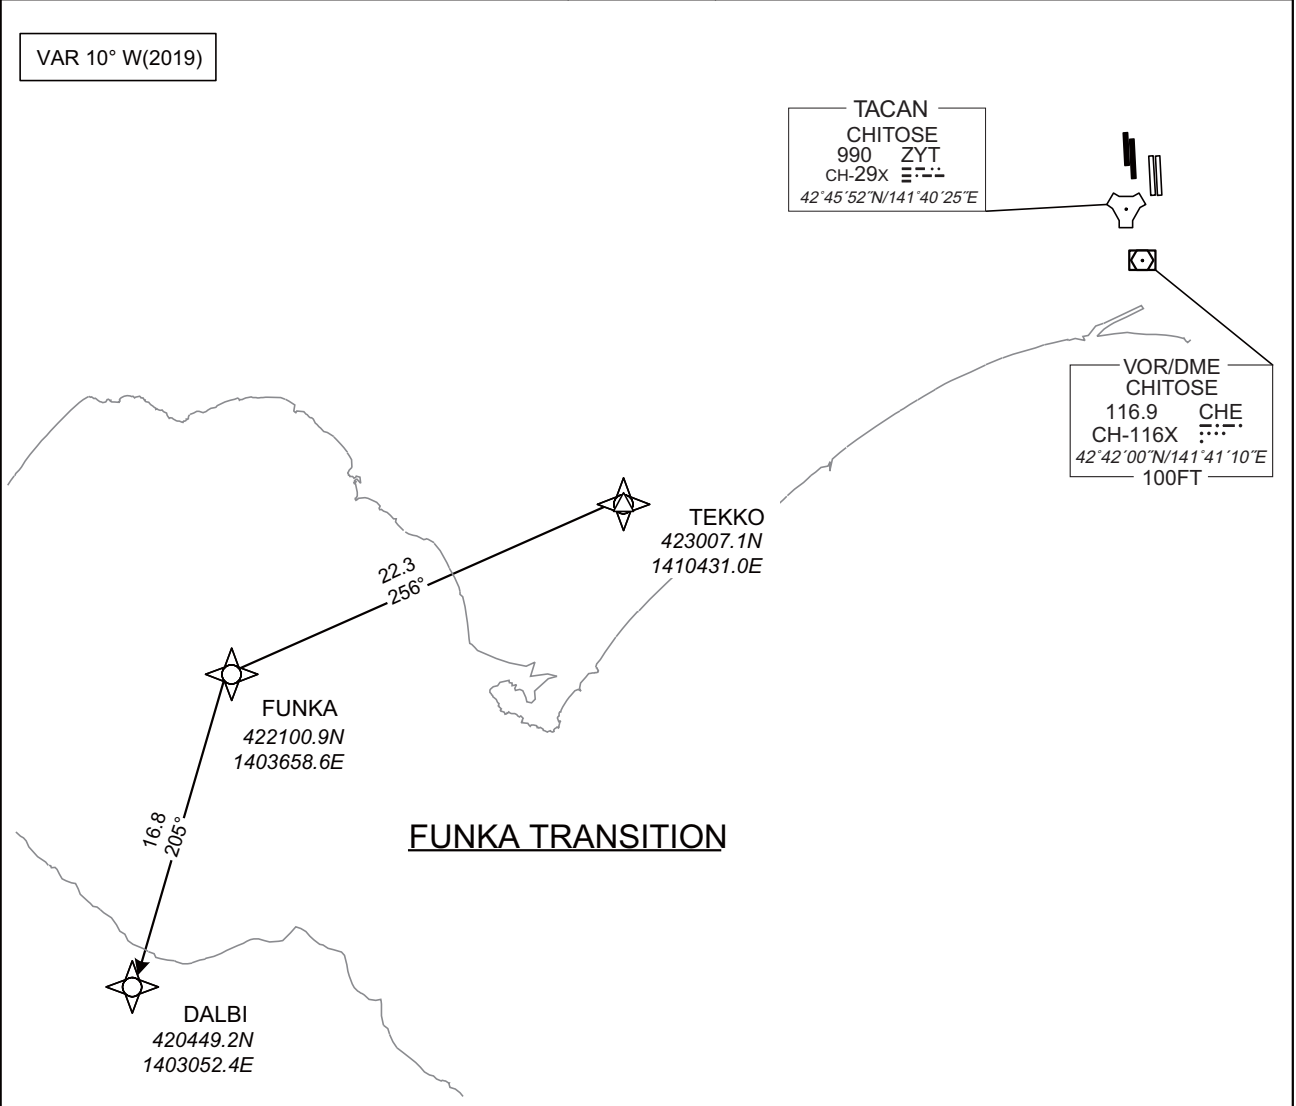 VAR 10° W(2019)
TACAN
CHITOSE
990 ZYT
CH-29X
42°45′52″N/141°40′25″E
VOR/DME
CHITOSE
116.9 CHE
CH-116X
42°42′00″N/141°41′10″E
100FT
TEKKO
423007.1N
1410431.0E
22.3
256°
FUNKA
422100.9N
1403658.6E
16.8
205°
FUNKA TRANSITION
DALBI
420449.2N
1403052.4E